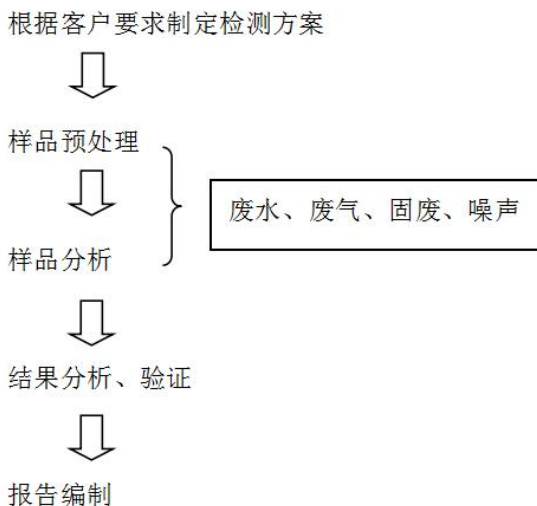 根据客户要求制定检测方案
样品预处理
废水、废气、固废、噪声
样品分析
结果分析、验证
报告编制